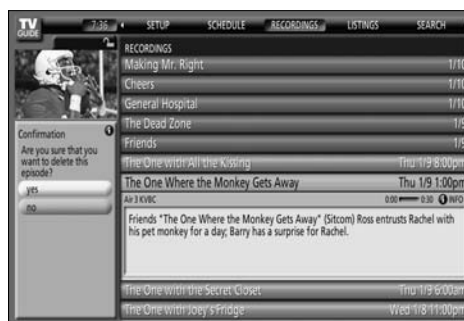 TV GUIDE
7:36
SETUP SCHEDULE RECORDINGS LISTINGS SEARCH
RECORDINGS
Making Mr. Right 1/10
Cheers 1/10
General Hospital 1/10
The Dead Zone 1/9
Friends 1/9
The One with All the Kissing Thu 1/9 8:00pm
The One Where the Monkey Gets Away Thu 1/9 1:00pm
Air 3 KVBC 0:00 0:30 INFO
Friends "The One Where the Monkey Gets Away" (Sitcom) Ross entrusts Rachel with
his pet monkey for a day; Barry has a surprise for Rachel.
The One with the Secret Closet Thu 1/9 6:00am
The One with Joey's Fridge Wed 1/8 11:00pm
Confirmation
Are you sure that you
want to delete this
episode?
yes
no